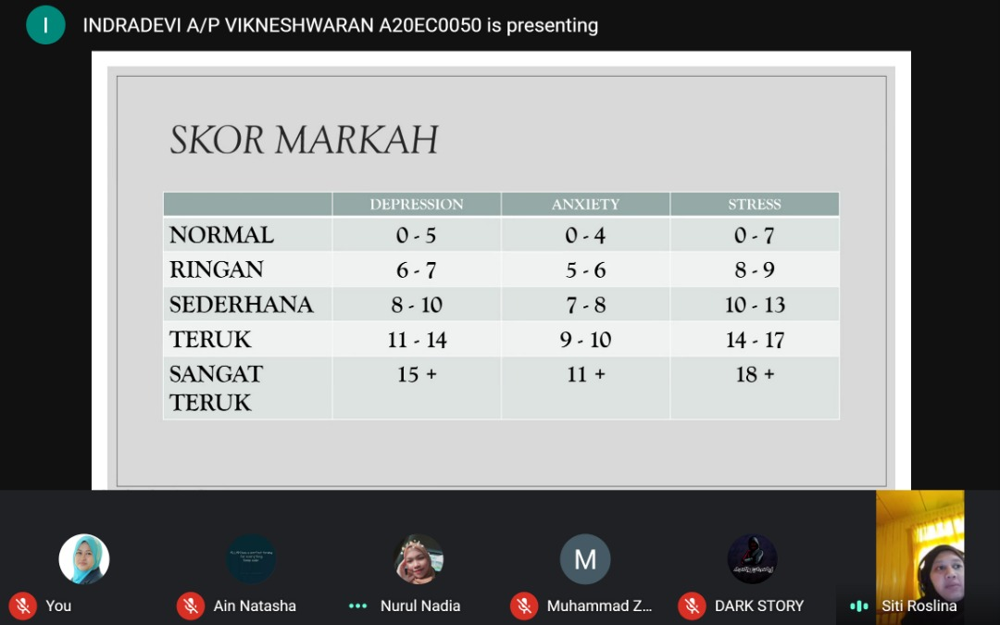 I
INDRADEVI A/P VIKNESHWARAN A20EC0050 is presenting
SKOR MARKAH
DEPRESSION ANXIETY STRESS
NORMAL 0 - 5 0 - 4 0 - 7
RINGAN 6 - 7 5 - 6 8 - 9
SEDERHANA 8 - 10 7 - 8 10 - 13
TERUK 11 - 14 9 - 10 14 - 17
SANGAT 15 + 11 + 18 +
TERUK
M
You Ain Natasha Nurul Nadia Muhammad Z... DARK STORY Siti Roslina